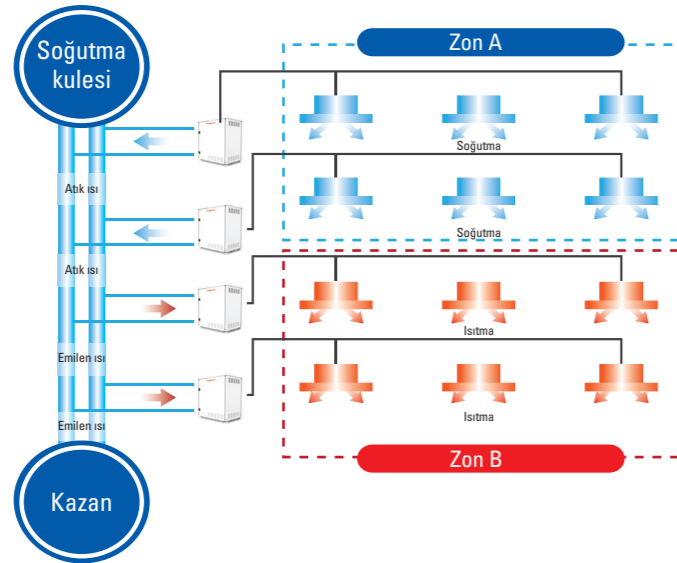 Soğutma
kulesi
Zon A
Soğutma
Atık ısı
Soğutma
Atık ısı
Isıtma
Emilen ısı
Isıtma
Emilen ısı
Zon B
Kazan